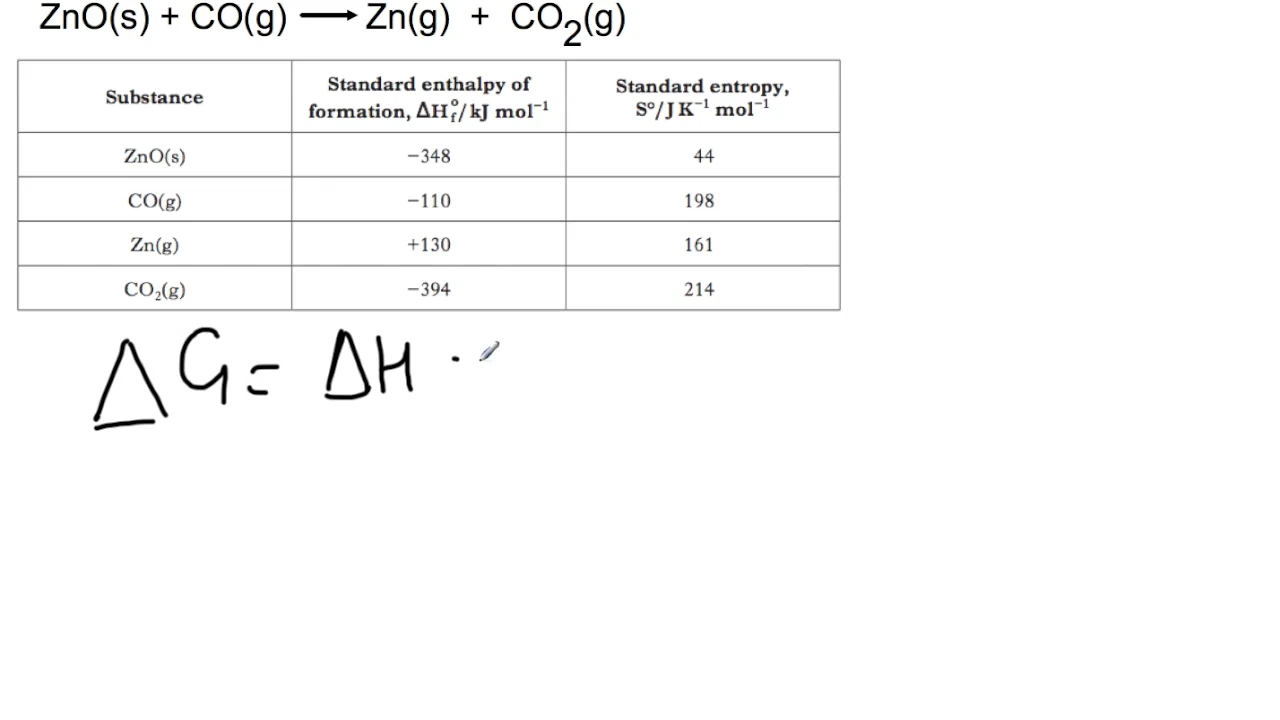 ZnO(s) + CO(g) ⟶ Zn(g) + CO₂(g)
Substance Standard enthalpy of formation, ΔH°f/kJ mol⁻¹ Standard entropy, S°/J K⁻¹ mol⁻¹
ZnO(s) −348 44
CO(g) −110 198
Zn(g) +130 161
CO₂(g) −394 214
ΔG = ΔH ·